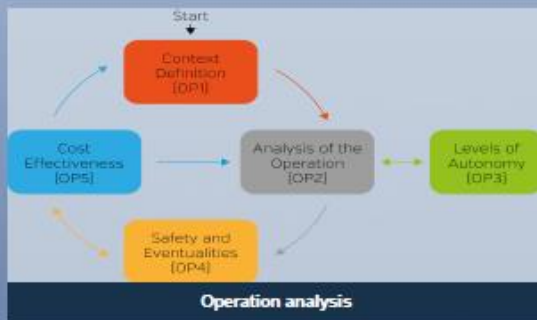 Start
Context
Definition
[OP1]
Cost
Effectiveness
[OP5]
Analysis of the
Operation
[OP2]
Levels of
Autonomy
[OP3]
Safety and
Eventualities
[OP4]
Operation analysis